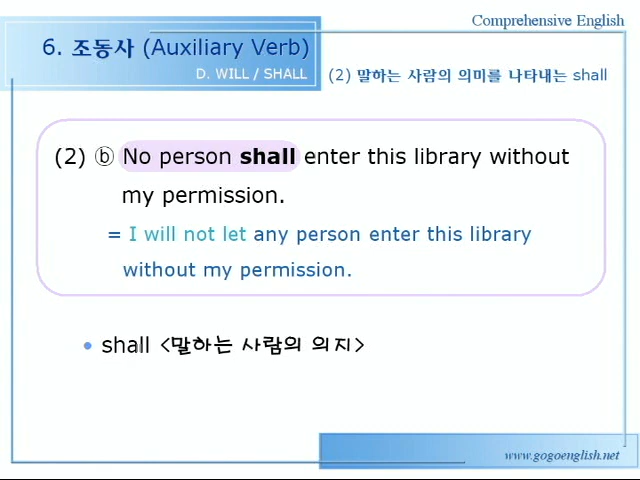 Comprehensive English
6. 조동사 (Auxiliary Verb)
D. WILL / SHALL
(2) 말하는 사람의 의미를 나타내는 shall
(2) ⓑ No person shall enter this library without
my permission.
= I will not let any person enter this library
without my permission.
• shall <말하는 사람의 의지>
www.gogoenglish.net